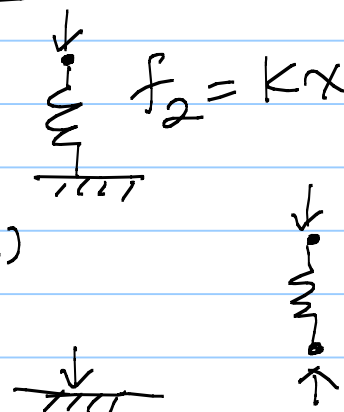 f₂ = Kx
)